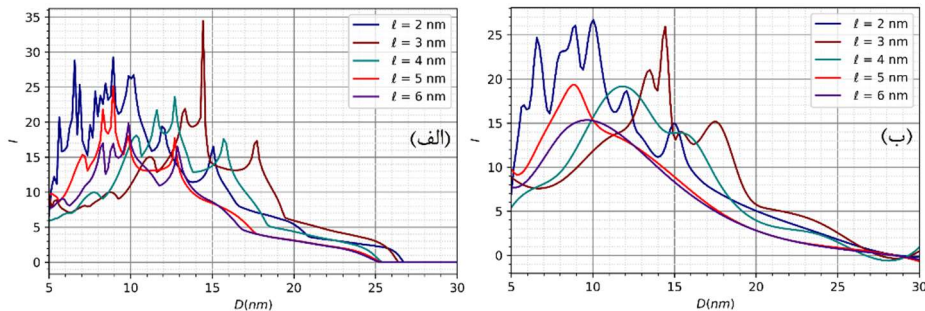 35
30
25
20
15
10
5
0
I
ℓ = 2 nm
ℓ = 3 nm
ℓ = 4 nm
ℓ = 5 nm
ℓ = 6 nm
(الف)
5 10 15 20 25 30
D(nm)
25
20
15
10
5
0
I
ℓ = 2 nm
ℓ = 3 nm
ℓ = 4 nm
ℓ = 5 nm
ℓ = 6 nm
(ب)
5 10 15 20 25 30
D(nm)